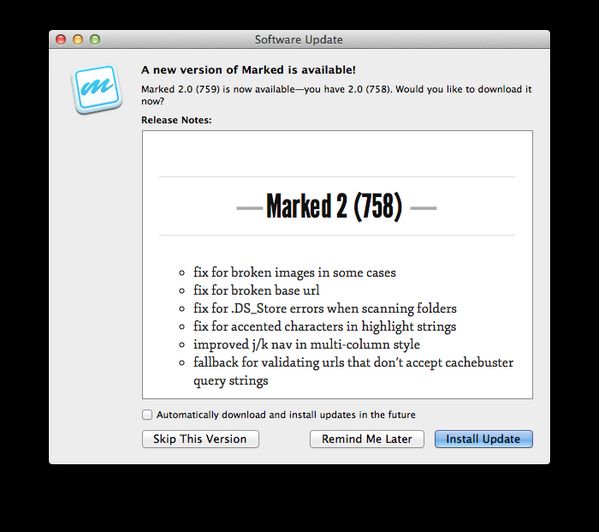 Software Update
A new version of Marked is available!
Marked 2.0 (759) is now available—you have 2.0 (758). Would you like to download it
now?
Release Notes:
— Marked 2 (758) —
◦ fix for broken images in some cases
◦ fix for broken base url
◦ fix for .DS_Store errors when scanning folders
◦ fix for accented characters in highlight strings
◦ improved j/k nav in multi-column style
◦ fallback for validating urls that don't accept cachebuster
query strings
Automatically download and install updates in the future
Skip This Version
Remind Me Later
Install Update